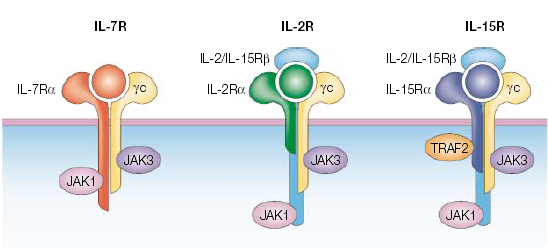 IL-7R
IL-7Rα
γc
JAK3
JAK1
IL-2R
IL-2/IL-15Rβ
IL-2Rα
γc
JAK3
JAK1
IL-15R
IL-2/IL-15Rβ
IL-15Rα
γc
TRAF2
JAK3
JAK1